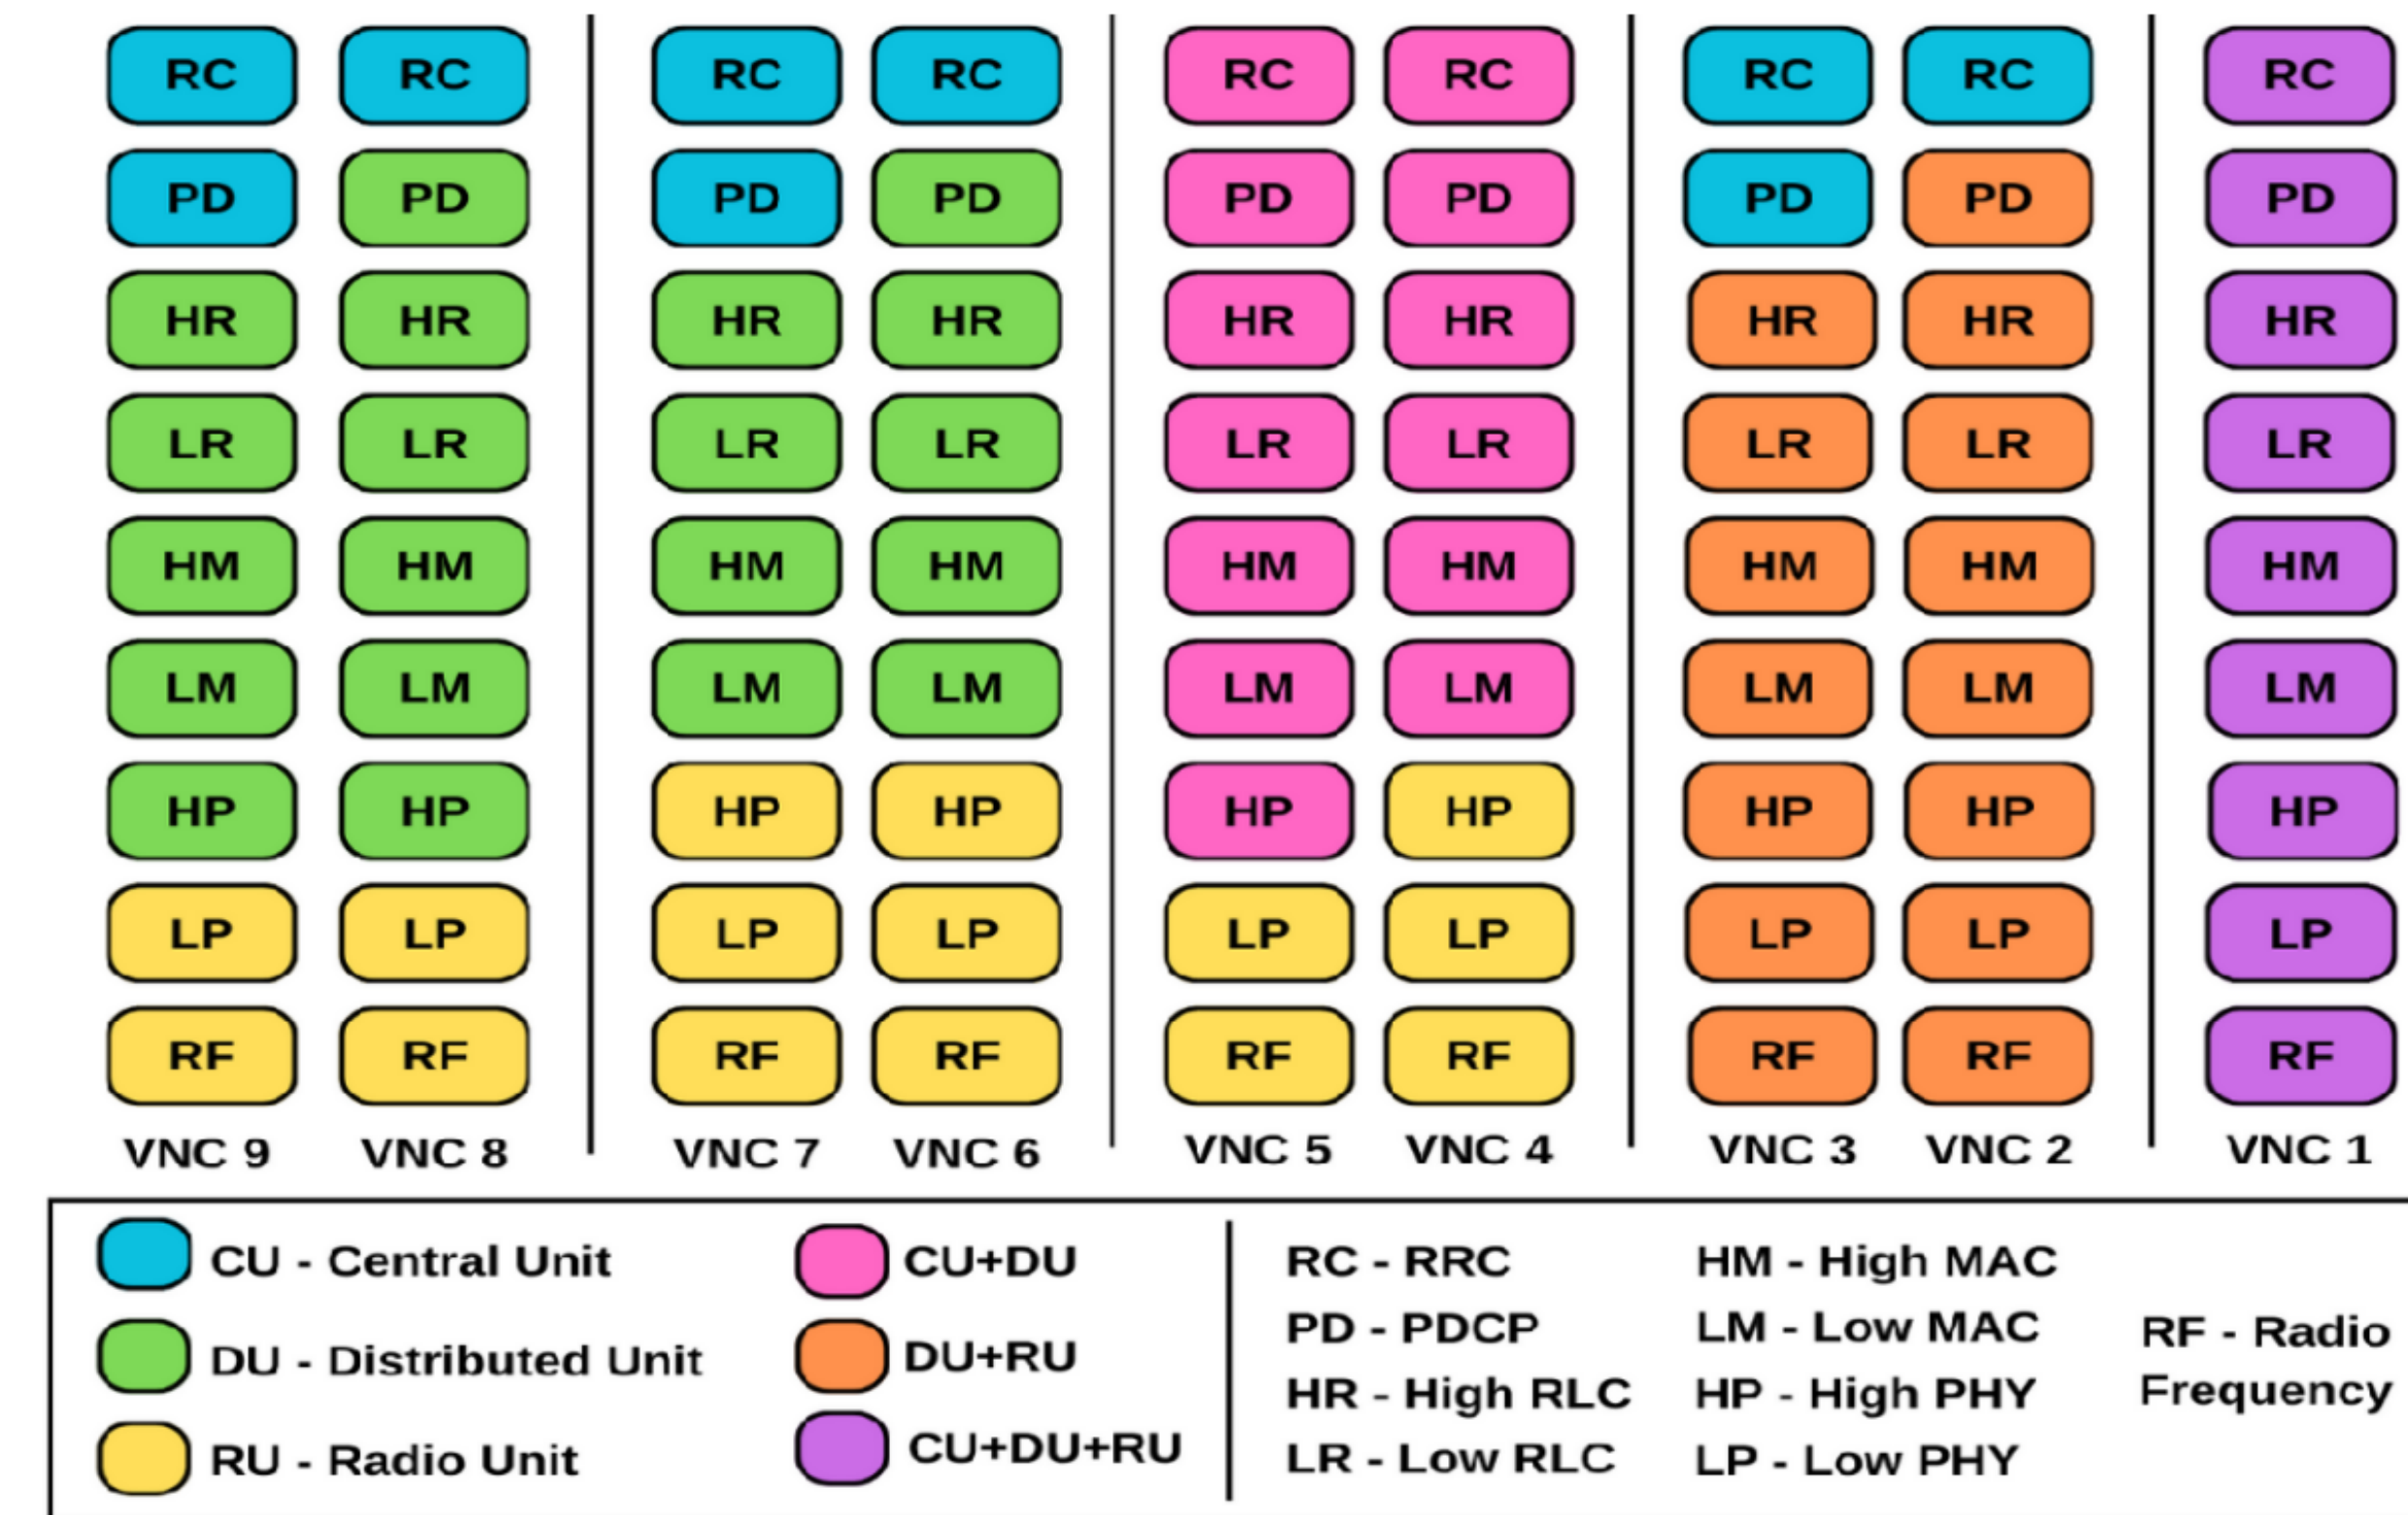 RC RC RC RC RC RC RC RC RC
PD PD PD PD PD PD PD PD PD
HR HR HR HR HR HR HR HR HR
LR LR LR LR LR LR LR LR LR
HM HM HM HM HM HM HM HM HM
LM LM LM LM LM LM LM LM LM
HP HP HP HP HP HP HP HP HP
LP LP LP LP LP LP LP LP LP
RF RF RF RF RF RF RF RF RF
VNC 9 VNC 8 VNC 7 VNC 6 VNC 5 VNC 4 VNC 3 VNC 2 VNC 1
CU - Central Unit
DU - Distributed Unit
RU - Radio Unit
CU+DU
DU+RU
CU+DU+RU
RC - RRC
PD - PDCP
HR - High RLC
LR - Low RLC
HM - High MAC
LM - Low MAC
HP - High PHY
LP - Low PHY
RF - Radio
Frequency